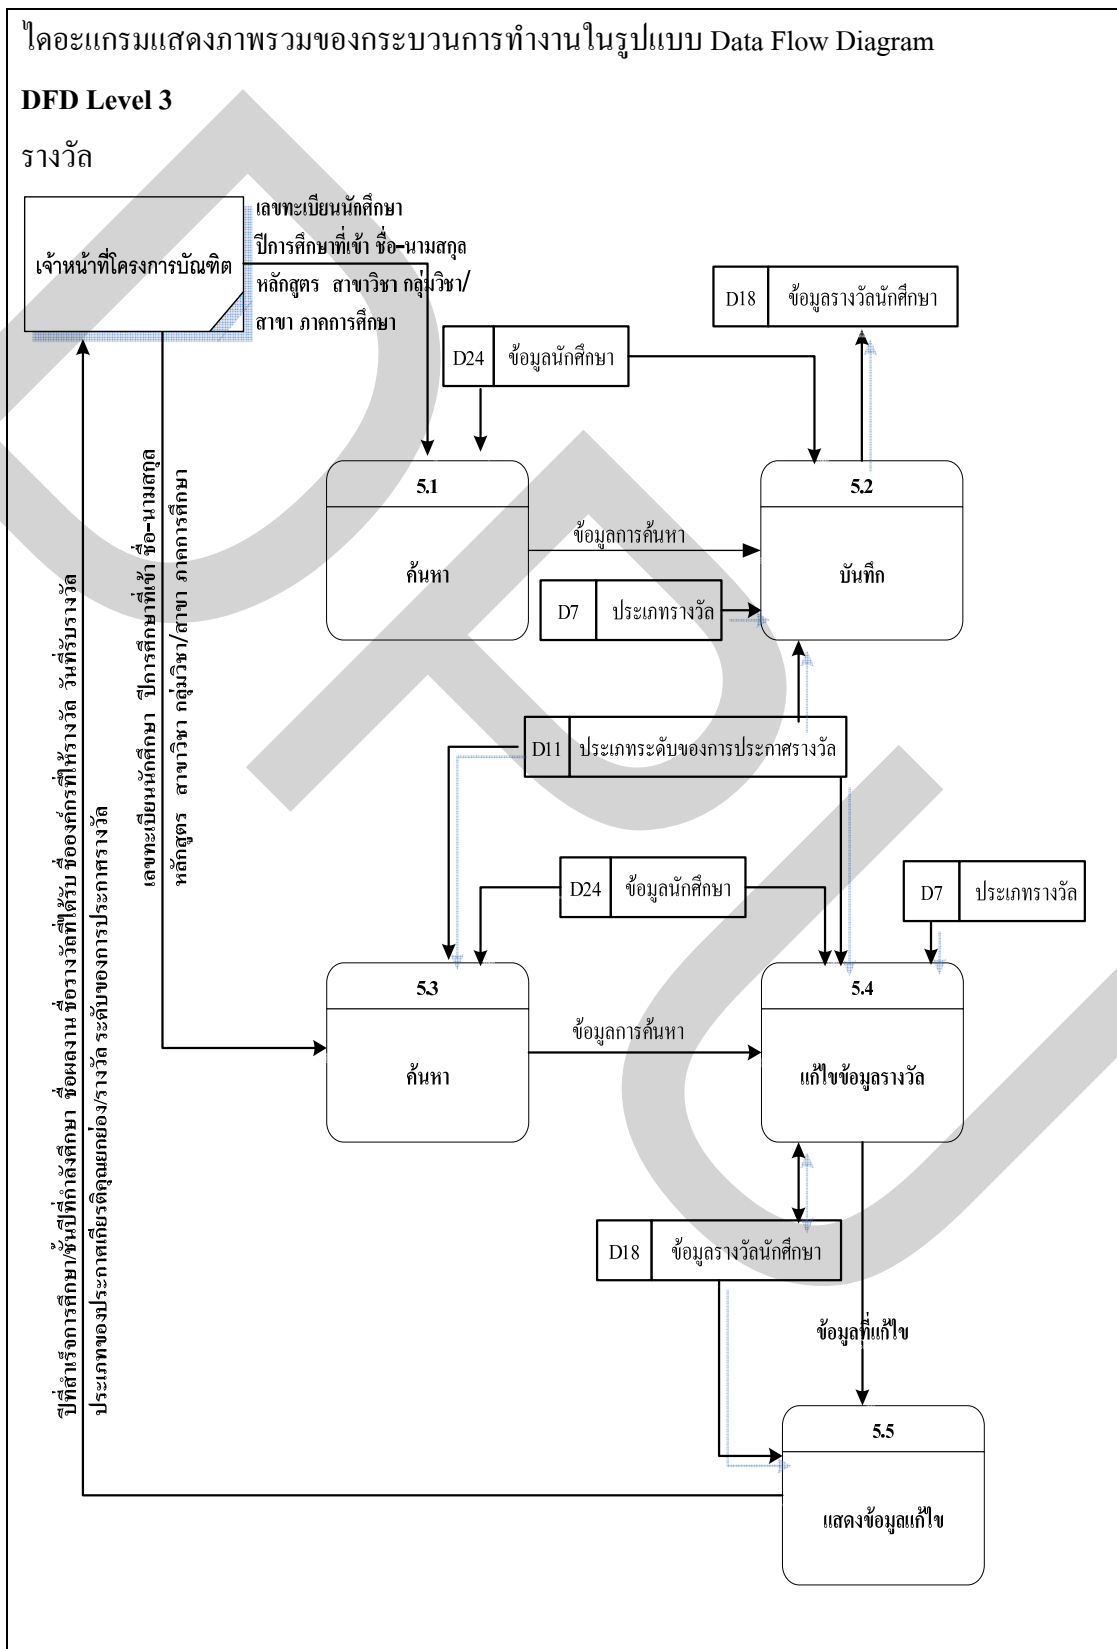 ไดอะแกรมแสดงภาพรวมของกระบวนการทำงานในรูปแบบ Data Flow Diagram
DFD Level 3
รางวัล
เจ้าหน้าที่โครงการบัณฑิต
เลขทะเบียนนักศึกษา
ปีการศึกษาที่เข้า ชื่อ-นามสกุล
หลักสูตร สาขาวิชา กลุ่มวิชา/
สาขา ภาคการศึกษา
D18 ข้อมูลรางวัลนักศึกษา
D24 ข้อมูลนักศึกษา
5.1
ค้นหา
ข้อมูลการค้นหา
5.2
บันทึก
D7 ประเภทรางวัล
D11 ประเภทระดับของการประกาศรางวัล
เลขทะเบียนนักศึกษา ปีการศึกษาที่เข้า ชื่อ-นามสกุล
หลักสูตร สาขาวิชา กลุ่มวิชา/สาขา ภาคการศึกษา
ปีที่สำเร็จการศึกษา/ชั้นปีที่กำลังศึกษา ชื่อผลงาน ชื่อรางวัลที่ได้รับ ชื่อองค์กรที่ให้รางวัล วันที่รับรางวัล
ประเภทของประกาศเกียรติคุณยกย่อง/รางวัล ระดับของการประกาศรางวัล
D24 ข้อมูลนักศึกษา
D7 ประเภทรางวัล
5.3
ค้นหา
ข้อมูลการค้นหา
5.4
แก้ไขข้อมูลรางวัล
D18 ข้อมูลรางวัลนักศึกษา
ข้อมูลที่แก้ไข
5.5
แสดงข้อมูลแก้ไข
DPU